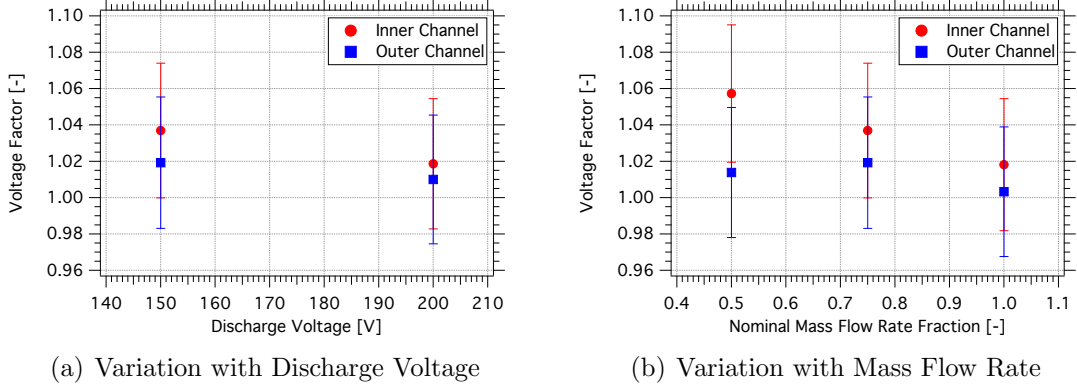 1.10
1.08
1.06
1.04
1.02
1.00
0.98
0.96
Voltage Factor [-]
Inner Channel
Outer Channel
140 150 160 170 180 190 200 210
Discharge Voltage [V]
(a) Variation with Discharge Voltage
1.10
1.08
1.06
1.04
1.02
1.00
0.98
0.96
Voltage Factor [-]
Inner Channel
Outer Channel
0.4 0.5 0.6 0.7 0.8 0.9 1.0 1.1
Nominal Mass Flow Rate Fraction [-]
(b) Variation with Mass Flow Rate